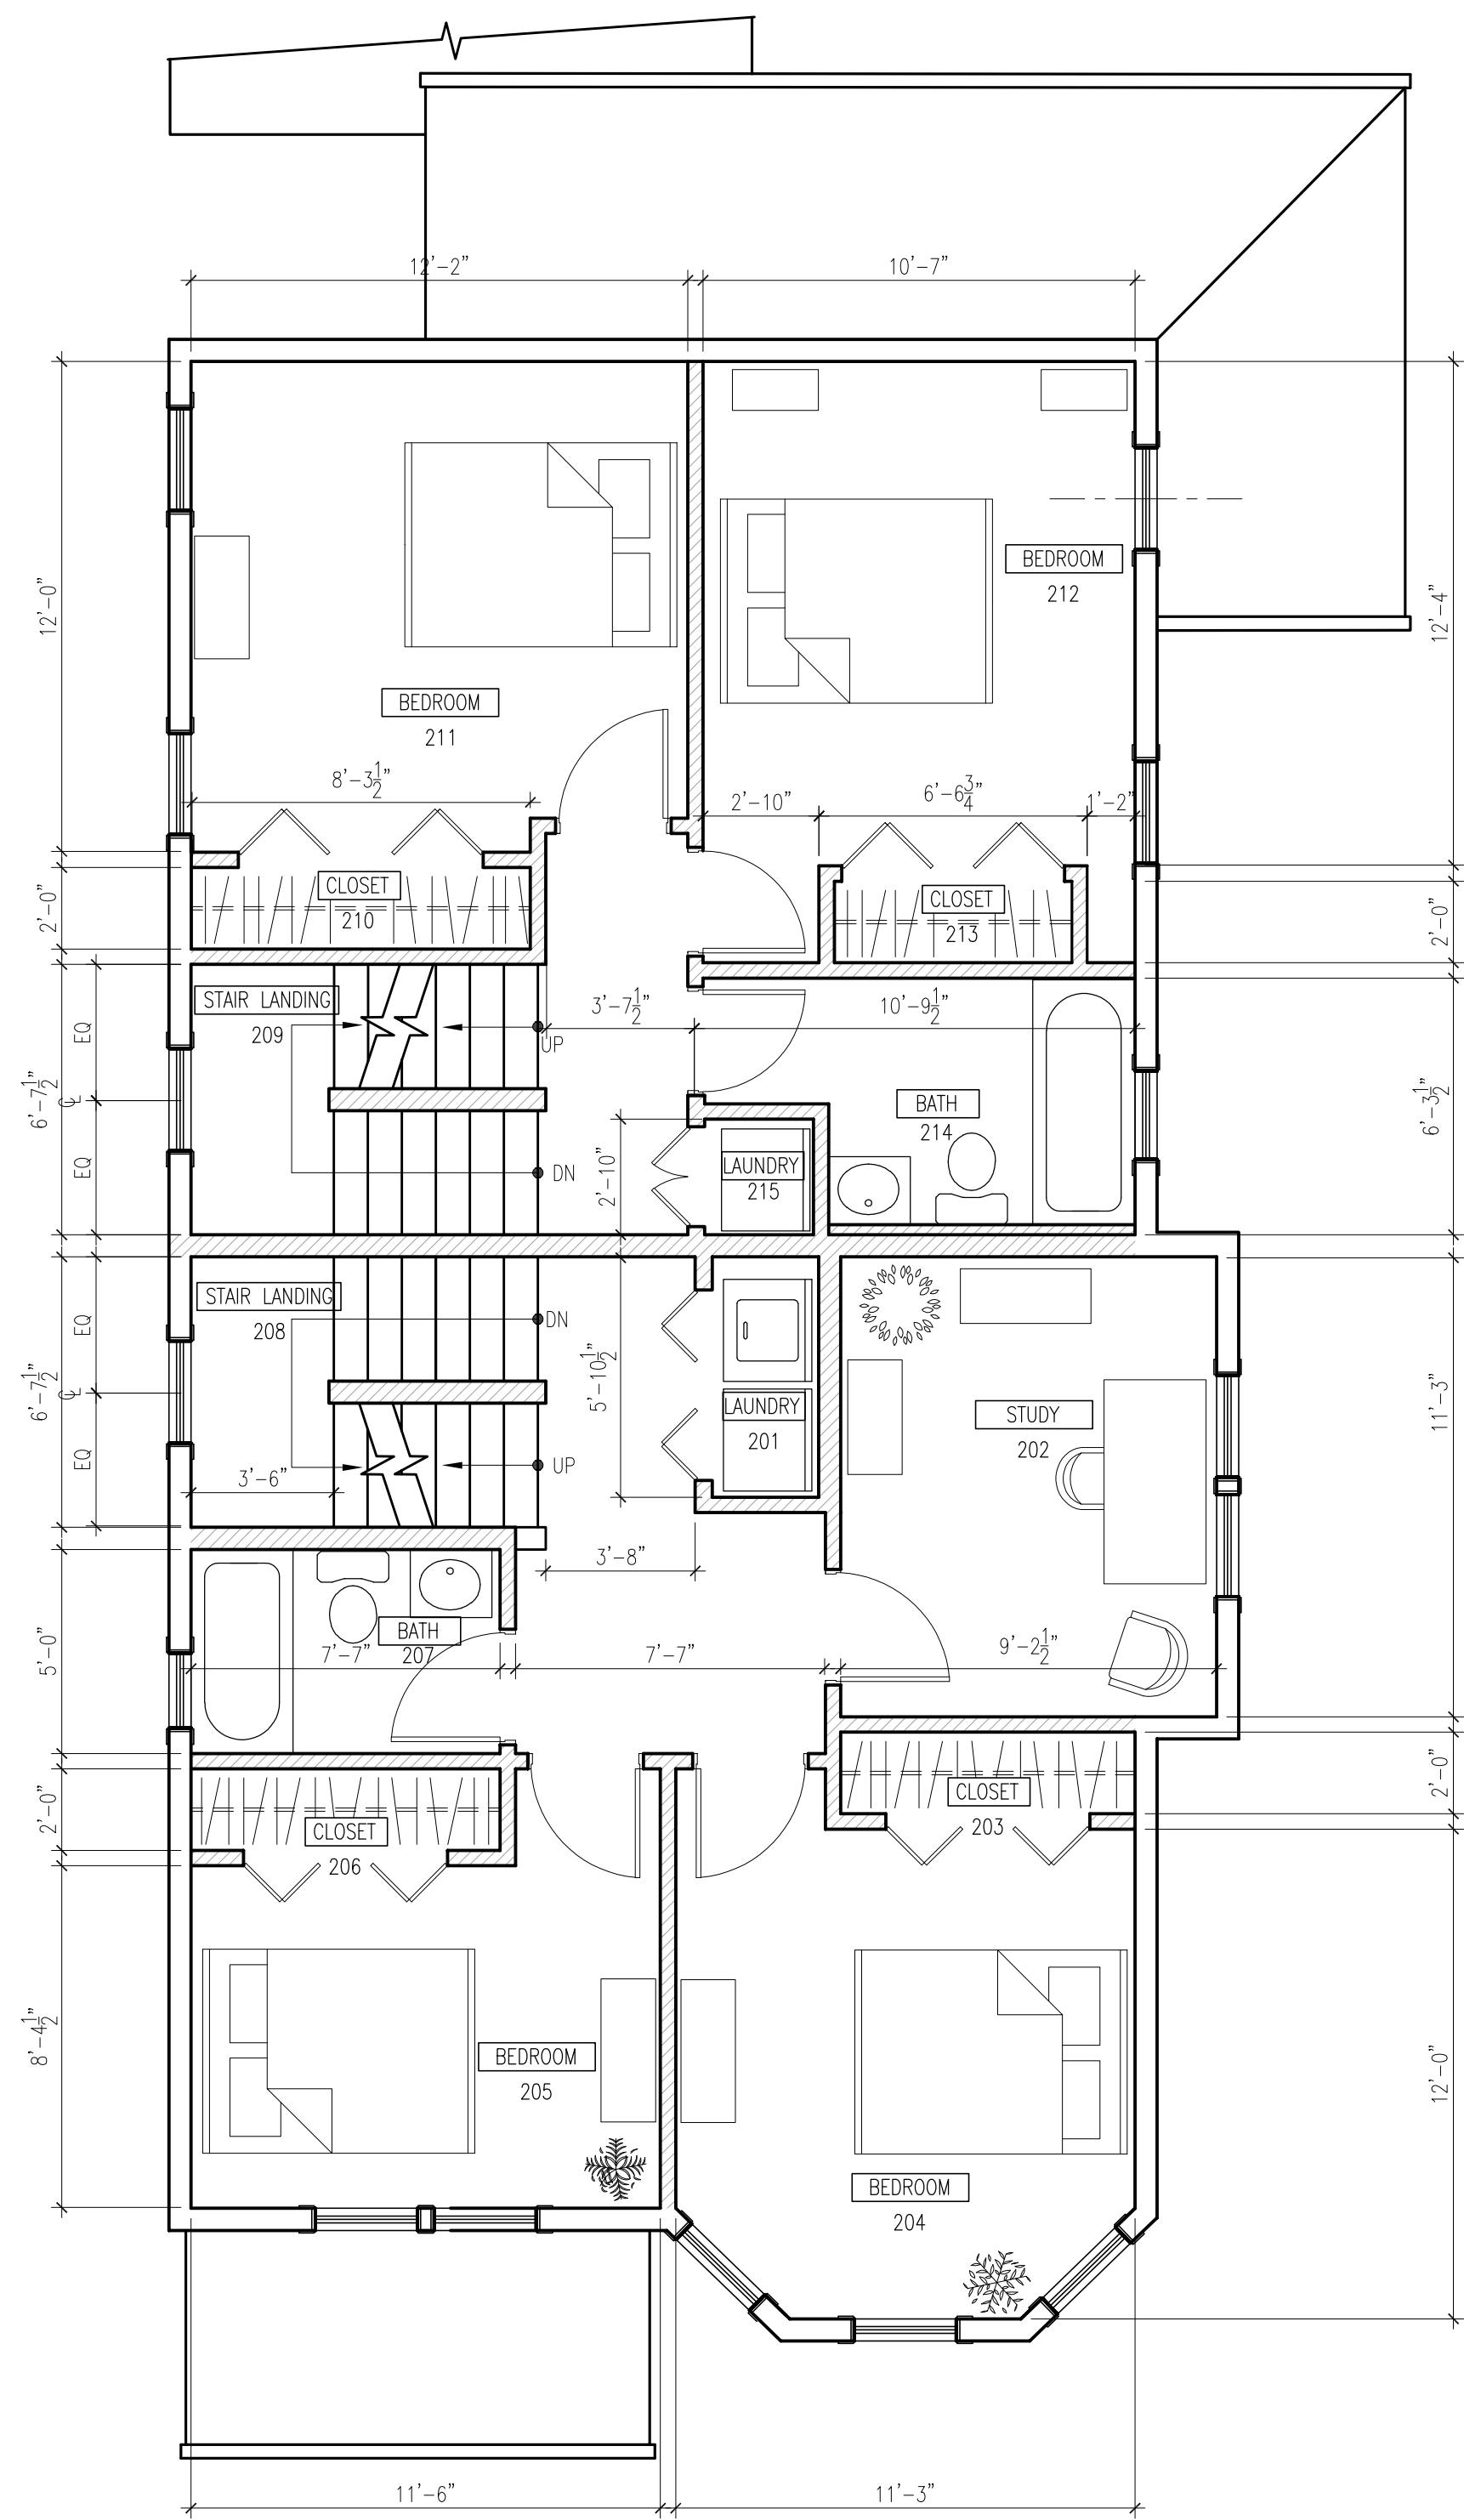 12'-2"
10'-7"
BEDROOM
212
12'-0"
12'-4"
BEDROOM
211
8'-3 1/2"
2'-10"
6'-6 3/4"
1'-2"
CLOSET
210
CLOSET
213
2'-0"
2'-0"
STAIR LANDING
209
UP
3'-7 1/2"
10'-9 1/2"
EQ
6'-7 1/2"
CL
BATH
214
6'-3 1/2"
EQ
DN
2'-10"
LAUNDRY
215
STAIR LANDING
208
DN
EQ
6'-7 1/2"
CL
5'-10 1/2"
LAUNDRY
201
STUDY
202
11'-3"
EQ
3'-6"
UP
3'-8"
BATH
207
5'-0"
7'-7"
7'-7"
9'-2 1/2"
CLOSET
203
2'-0"
2'-0"
CLOSET
206
8'-4 1/2"
BEDROOM
205
12'-0"
BEDROOM
204
11'-6"
11'-3"